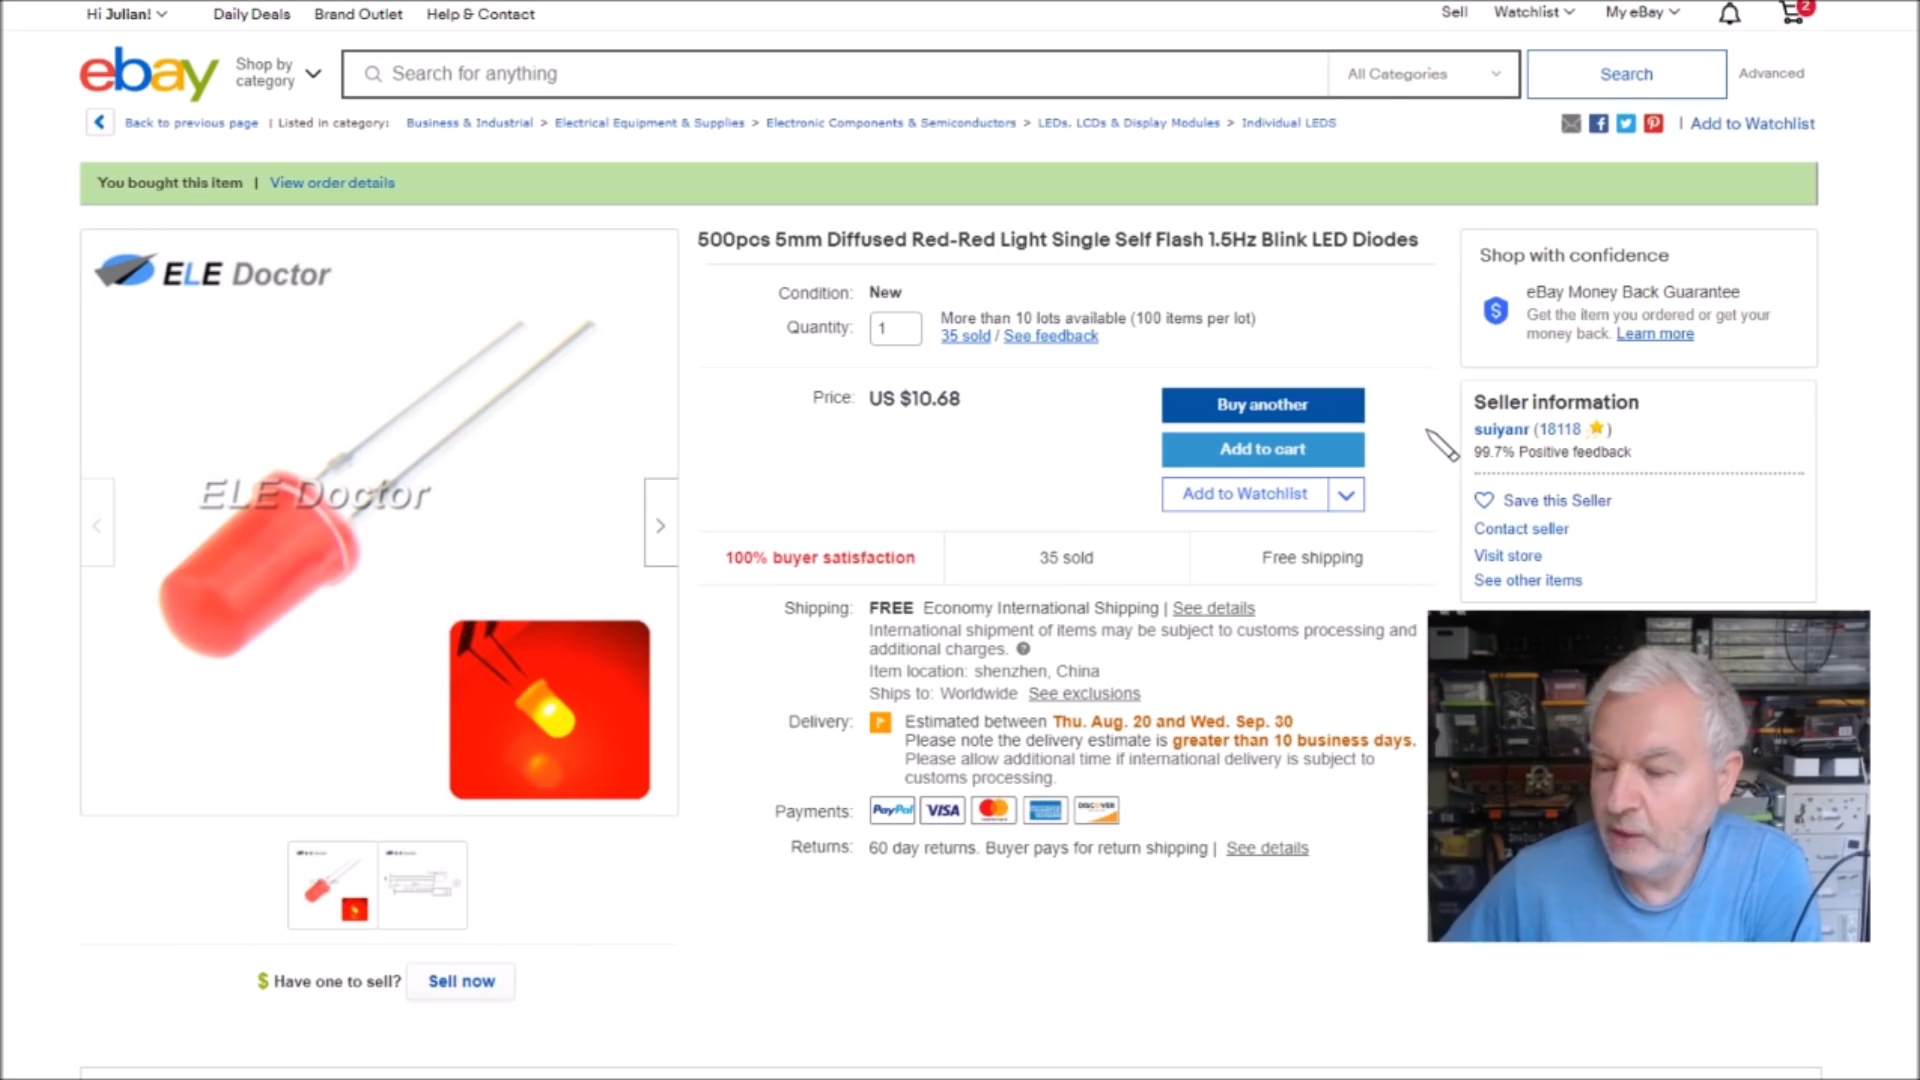 Hi Julian!
Daily Deals
Brand Outlet
Help & Contact
Sell
Watchlist
My eBay
2
ebay
Shop by
category
Search for anything
All Categories
Search
Advanced
Back to previous page | Listed in category: Business & Industrial > Electrical Equipment & Supplies > Electronic Components & Semiconductors > LEDs, LCDs & Display Modules > Individual LEDS
| Add to Watchlist
You bought this item | View order details
ELE Doctor
ELE Doctor
500pcs 5mm Diffused Red-Red Light Single Self Flash 1.5Hz Blink LED Diodes
Condition: New
Quantity: 1
More than 10 lots available (100 items per lot)
35 sold / See feedback
Price: US $10.68
Buy another
Add to cart
Add to Watchlist
100% buyer satisfaction
35 sold
Free shipping
Shipping: FREE Economy International Shipping | See details
International shipment of items may be subject to customs processing and
additional charges.
Item location: shenzhen, China
Ships to: Worldwide See exclusions
Delivery: Estimated between Thu. Aug. 20 and Wed. Sep. 30
Please note the delivery estimate is greater than 10 business days.
Please allow additional time if international delivery is subject to
customs processing.
Payments: PayPal VISA DISCOVER
Returns: 60 day returns. Buyer pays for return shipping | See details
Shop with confidence
eBay Money Back Guarantee
Get the item you ordered or get your
money back. Learn more
Seller information
suiyanr (18118 )
99.7% Positive feedback
Save this Seller
Contact seller
Visit store
See other items
$ Have one to sell? Sell now